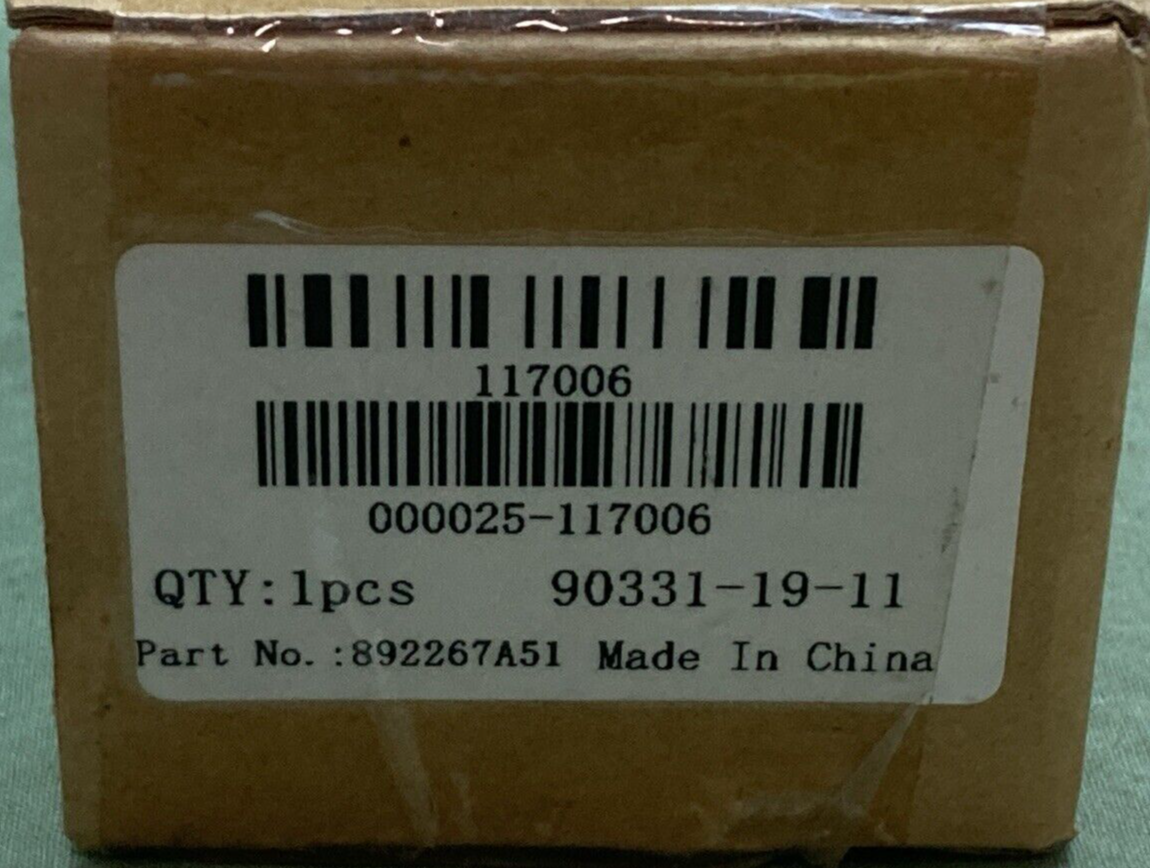 117006
000025-117006
QTY:1pcs 90331-19-11
Part No.:892267A51 Made In China